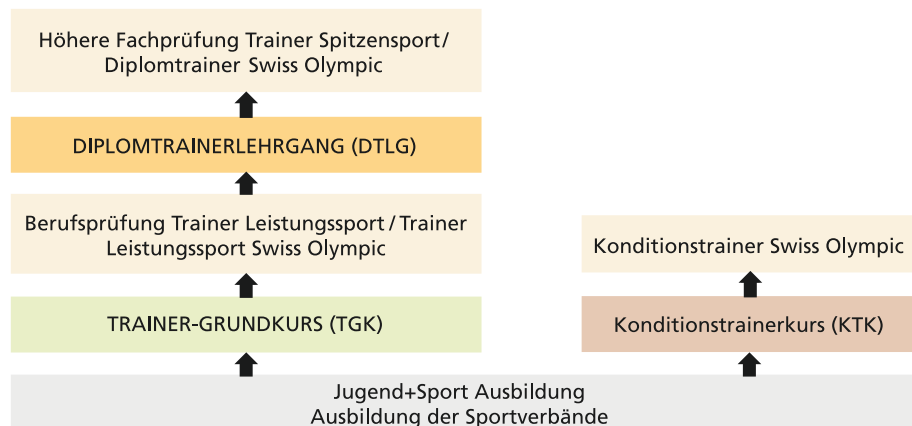 Höhere Fachprüfung Trainer Spitzensport/
Diplomtrainer Swiss Olympic
DIPLOMTRAINERLEHRGANG (DTLG)
Berufsprüfung Trainer Leistungssport/Trainer
Leistungssport Swiss Olympic
Konditionstrainer Swiss Olympic
TRAINER-GRUNDKURS (TGK)
Konditionstrainerkurs (KTK)
Jugend+Sport Ausbildung
Ausbildung der Sportverbände